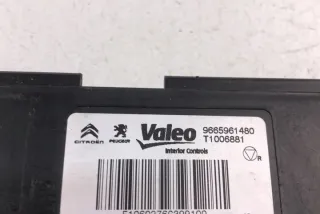 CITROËN PEUGEOT Valeo 9665961480
T1006881
Interior Controls
R